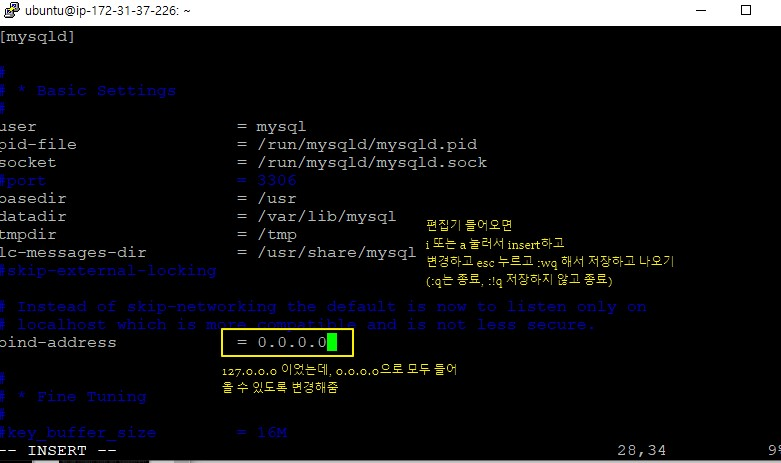 ubuntu@ip-172-31-37-226: ~
[mysqld]
#
# * Basic Settings
#
user = mysql
pid-file = /run/mysqld/mysqld.pid
socket = /run/mysqld/mysqld.sock
#port = 3306
basedir = /usr
datadir = /var/lib/mysql
tmpdir = /tmp
lc-messages-dir = /usr/share/mysql
#skip-external-locking
편집기 들어오면
i 또는 a 눌러서 insert하고
변경하고 esc 누르고 :wq 해서 저장하고 나오기
(:q는 종료, :!q 저장하지 않고 종료)
# Instead of skip-networking the default is now to listen only on
# localhost which is more compatible and is not less secure.
bind-address = 0.0.0.0
127.0.0.0 이었는데, 0.0.0.0으로 모두 들어
올 수 있도록 변경해줌
#
# * Fine Tuning
#
#key_buffer_size = 16M
-- INSERT -- 28,34 9%